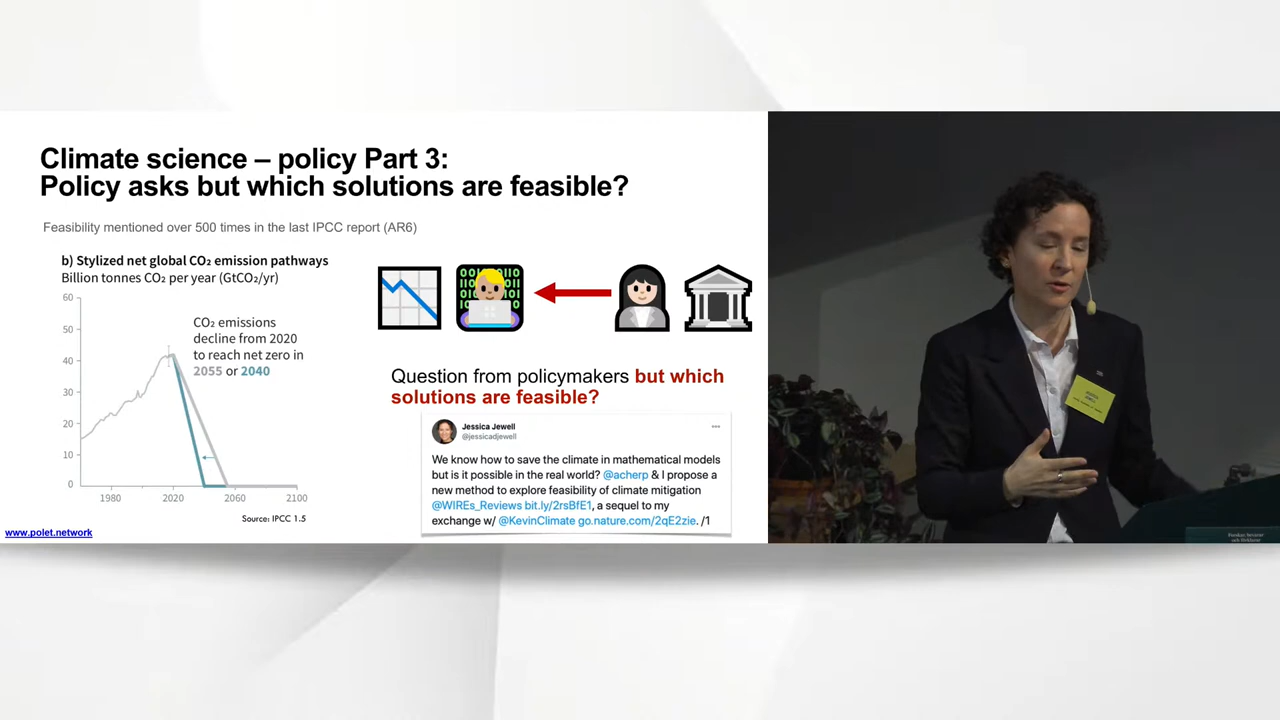 Climate science – policy Part 3:
Policy asks but which solutions are feasible?
Feasibility mentioned over 500 times in the last IPCC report (AR6)
b) Stylized net global CO₂ emission pathways
Billion tonnes CO₂ per year (GtCO₂/yr)
60
50
40
30
20
10
0
1980
2020
2060
2100
CO₂ emissions
decline from 2020
to reach net zero in
2055 or 2040
Source: IPCC 1.5
www.polet.network
Question from policymakers but which
solutions are feasible?
Jessica Jewell
@jessicadjewell
We know how to save the climate in mathematical models
but is it possible in the real world? @acherp & I propose a
new method to explore feasibility of climate mitigation
@WIREs_Reviews bit.ly/2rsBfE1, a sequel to my
exchange w/ @KevinClimate go.nature.com/2qE2zie. /1